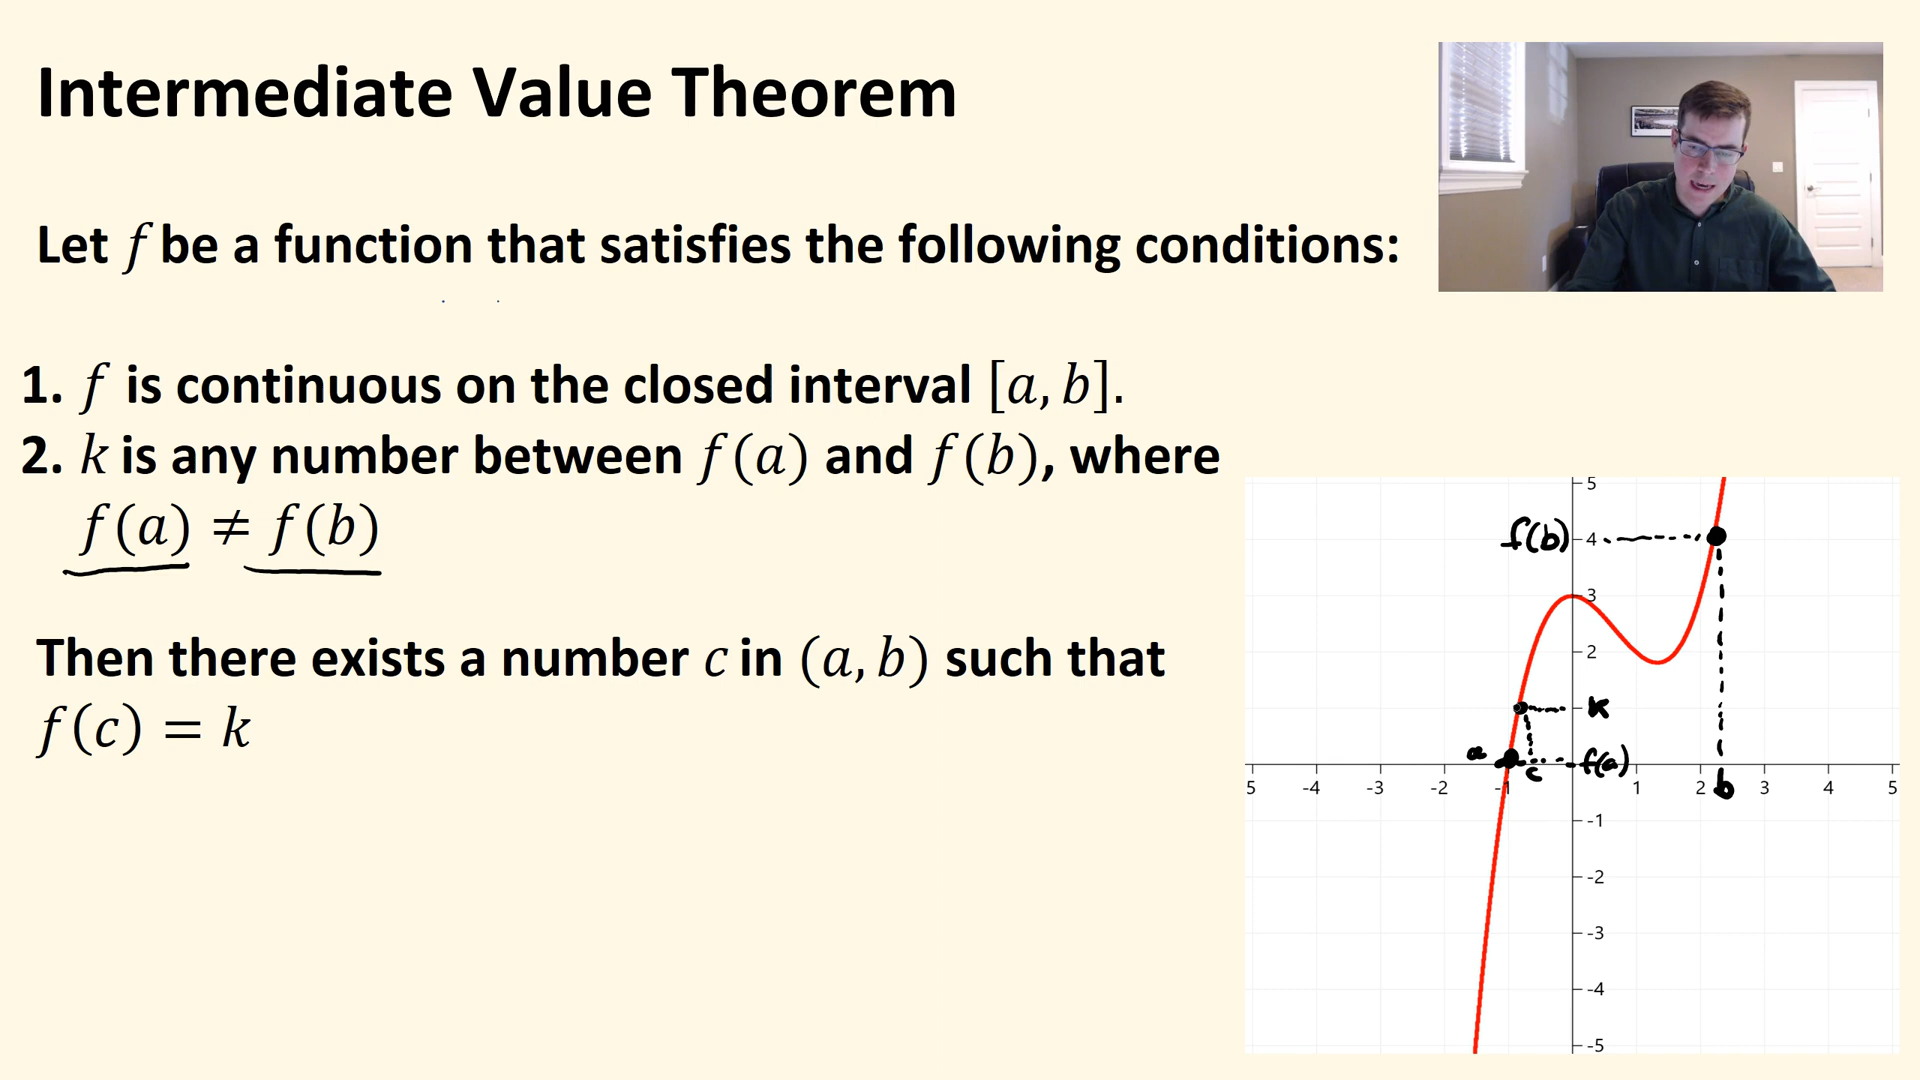 Intermediate Value Theorem
Let f be a function that satisfies the following conditions:
1. f is continuous on the closed interval [a, b].
2. k is any number between f(a) and f(b), where
f(a) ≠ f(b)
Then there exists a number c in (a, b) such that
f(c) = k
5
f(b) 4
3
2
k
a f(a)
c
5 -4 -3 -2 -1 1 2 b 3 4 5
-1
-2
-3
-4
-5